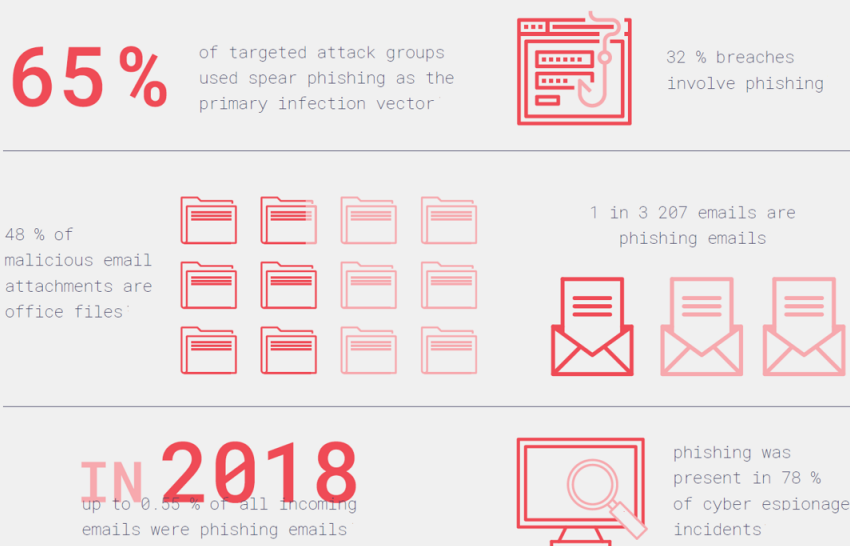 65%
of targeted attack groups
used spear phishing as the
primary infection vector
32 % breaches
involve phishing
48 % of
malicious email
attachments are
office files
1 in 3 207 emails are
phishing emails
IN 2018
up to 0.55 % of all incoming
emails were phishing emails
phishing was
present in 78 %
of cyber espionage
incidents